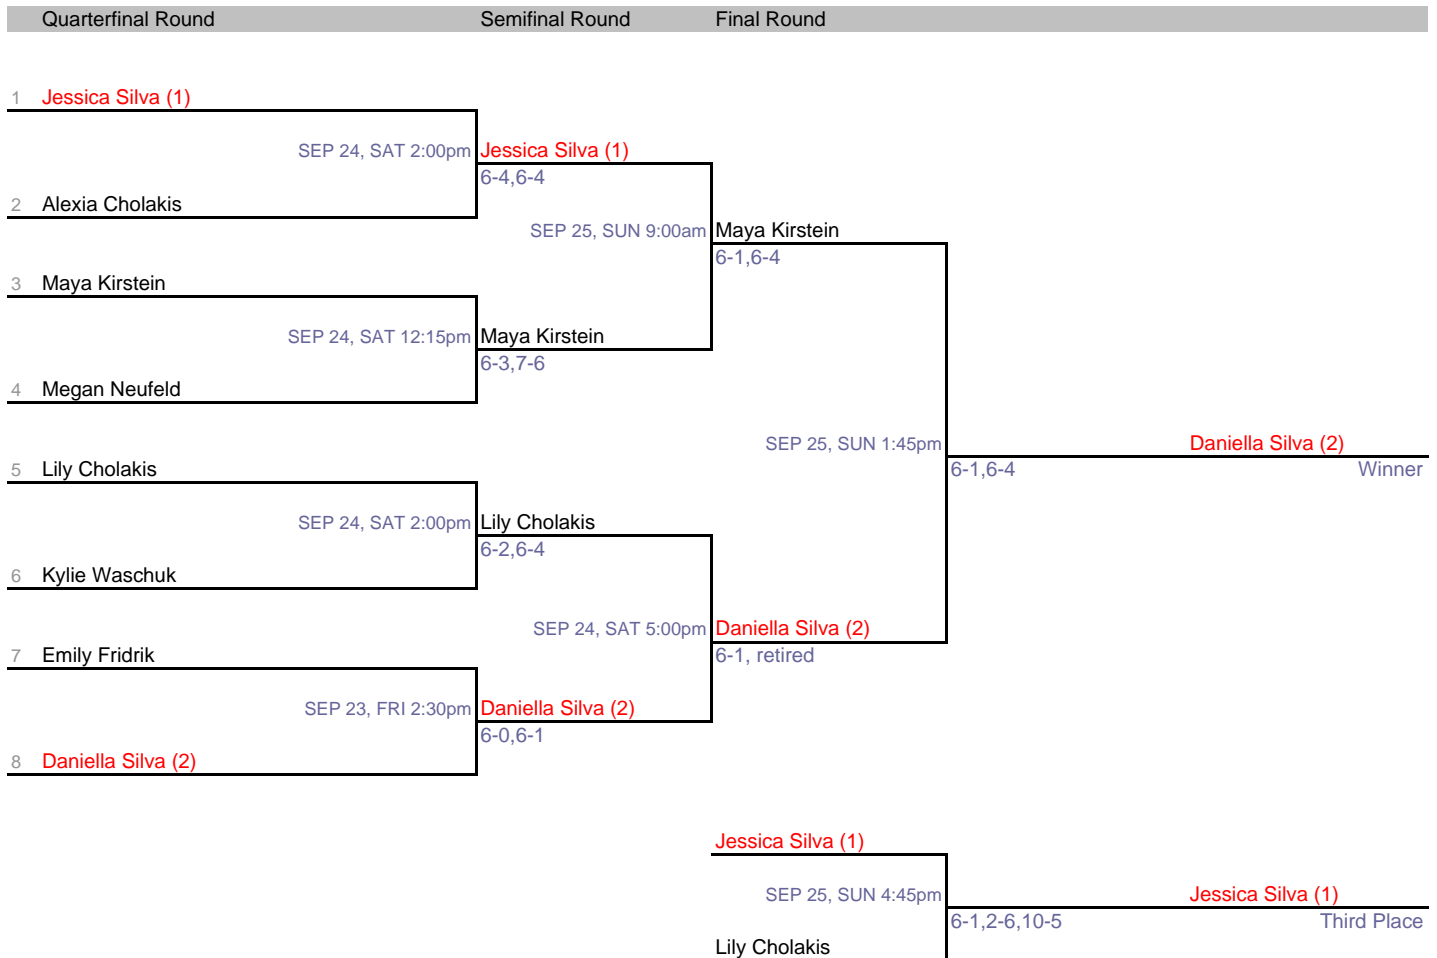 Quarterfinal Round Semifinal Round Final Round
1 Jessica Silva (1)
SEP 24, SAT 2:00pm Jessica Silva (1)
6-4,6-4
2 Alexia Cholakis
SEP 25, SUN 9:00am Maya Kirstein
6-1,6-4
3 Maya Kirstein
SEP 24, SAT 12:15pm Maya Kirstein
6-3,7-6
4 Megan Neufeld
SEP 25, SUN 1:45pm Daniella Silva (2)
5 Lily Cholakis
6-1,6-4 Winner
SEP 24, SAT 2:00pm Lily Cholakis
6-2,6-4
6 Kylie Waschuk
SEP 24, SAT 5:00pm Daniella Silva (2)
7 Emily Fridrik
6-1, retired
SEP 23, FRI 2:30pm Daniella Silva (2)
6-0,6-1
8 Daniella Silva (2)
Jessica Silva (1)
SEP 25, SUN 4:45pm Jessica Silva (1)
6-1,2-6,10-5 Third Place
Lily Cholakis